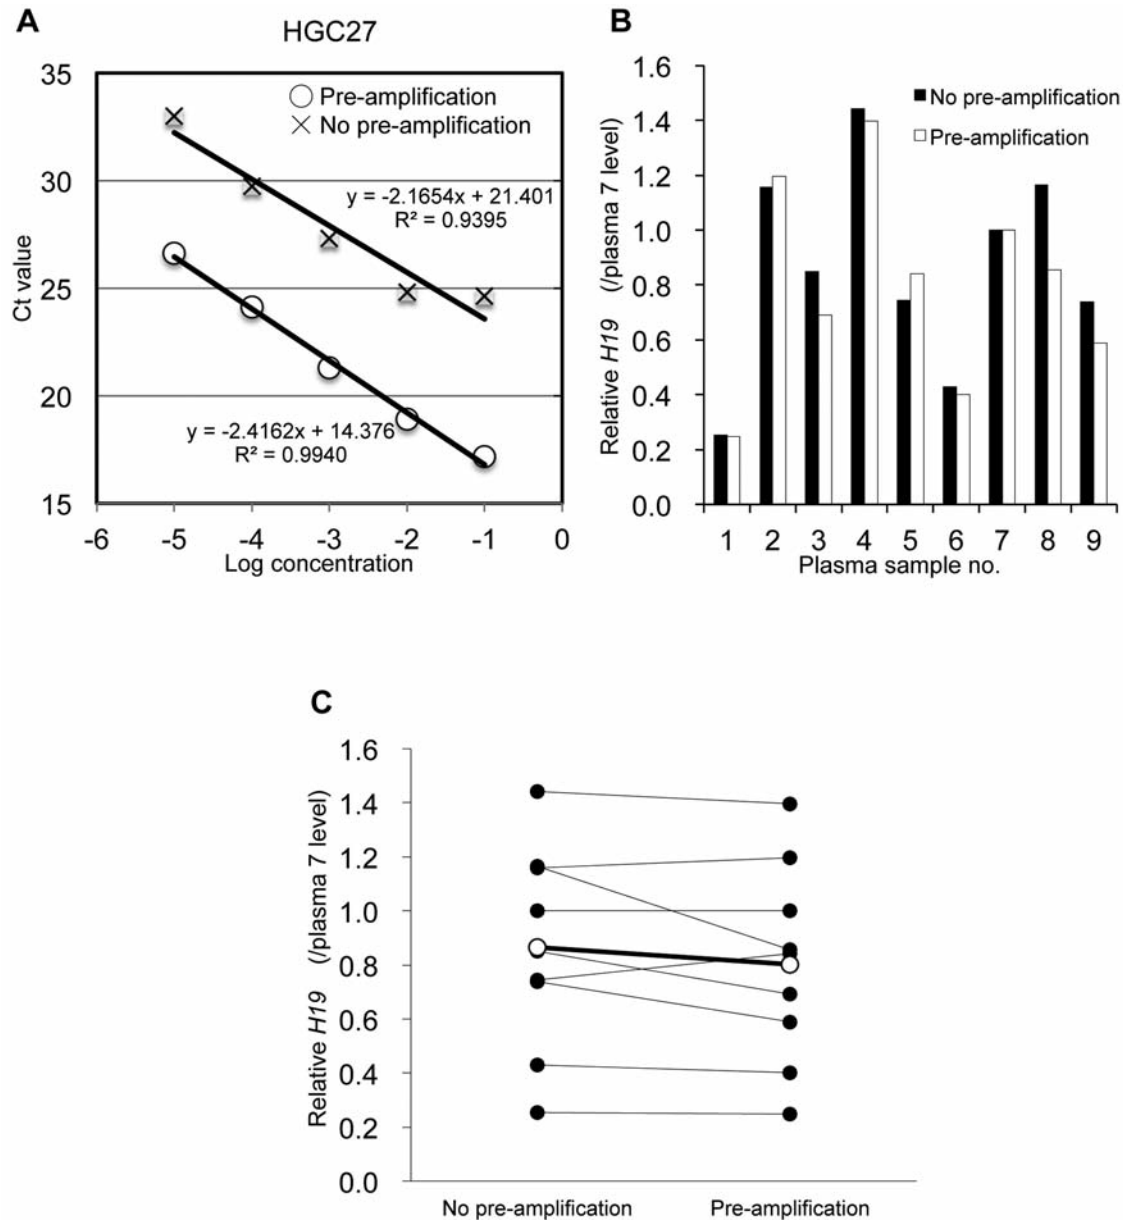 A
HGC27
35
30
25
20
15
Ct value
Pre-amplification
No pre-amplification
y = -2.1654x + 21.401
R² = 0.9395
y = -2.4162x + 14.376
R² = 0.9940
-6 -5 -4 -3 -2 -1 0
Log concentration
B
1.6
1.4
1.2
1.0
0.8
0.6
0.4
0.2
0.0
Relative H19 (/plasma 7 level)
No pre-amplification
Pre-amplification
1 2 3 4 5 6 7 8 9
Plasma sample no.
C
1.6
1.4
1.2
1.0
0.8
0.6
0.4
0.2
0.0
Relative H19 (/plasma 7 level)
No pre-amplification Pre-amplification